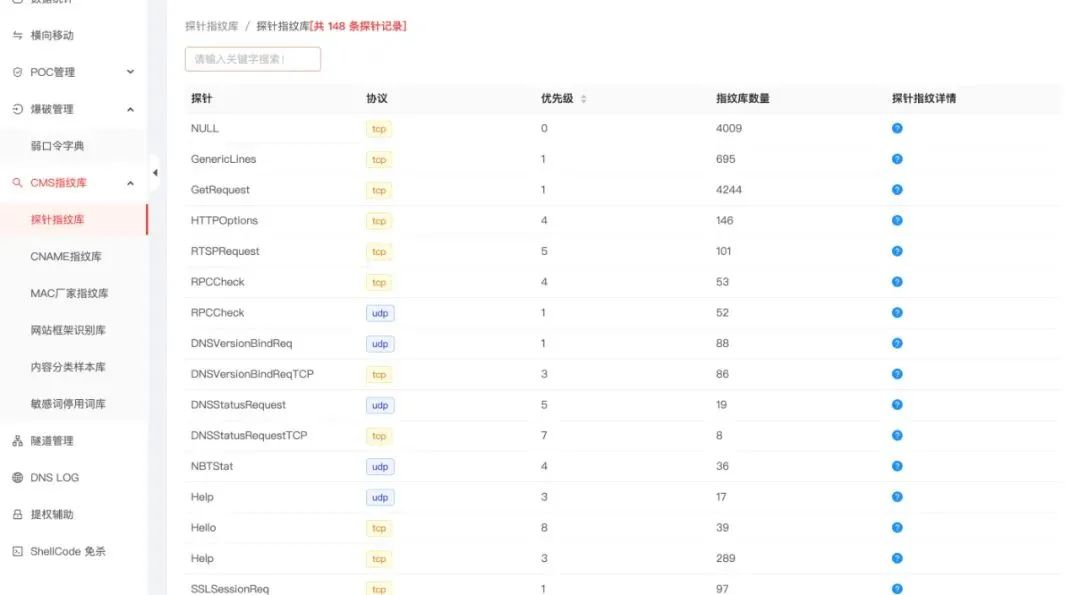 数据统计
横向移动
POC管理
爆破管理
弱口令字典
CMS指纹库
探针指纹库
CNAME指纹库
MAC厂家指纹库
网站框架识别库
内容分类样本库
敏感词停用词库
隧道管理
DNS LOG
提权辅助
ShellCode 免杀
探针指纹库 / 探针指纹库[共 148 条探针记录]
请输入关键字搜索!
探针 协议 优先级 指纹库数量 探针指纹详情
NULL tcp 0 4009
GenericLines tcp 1 695
GetRequest tcp 1 4244
HTTPOptions tcp 4 146
RTSPRequest tcp 5 101
RPCCheck tcp 4 53
RPCCheck udp 1 52
DNSVersionBindReq udp 1 88
DNSVersionBindReqTCP tcp 3 86
DNSStatusRequest udp 5 19
DNSStatusRequestTCP tcp 7 8
NBTStat udp 4 36
Help udp 3 17
Hello tcp 8 39
Help tcp 3 289
SSLSessionReq tcp 1 97